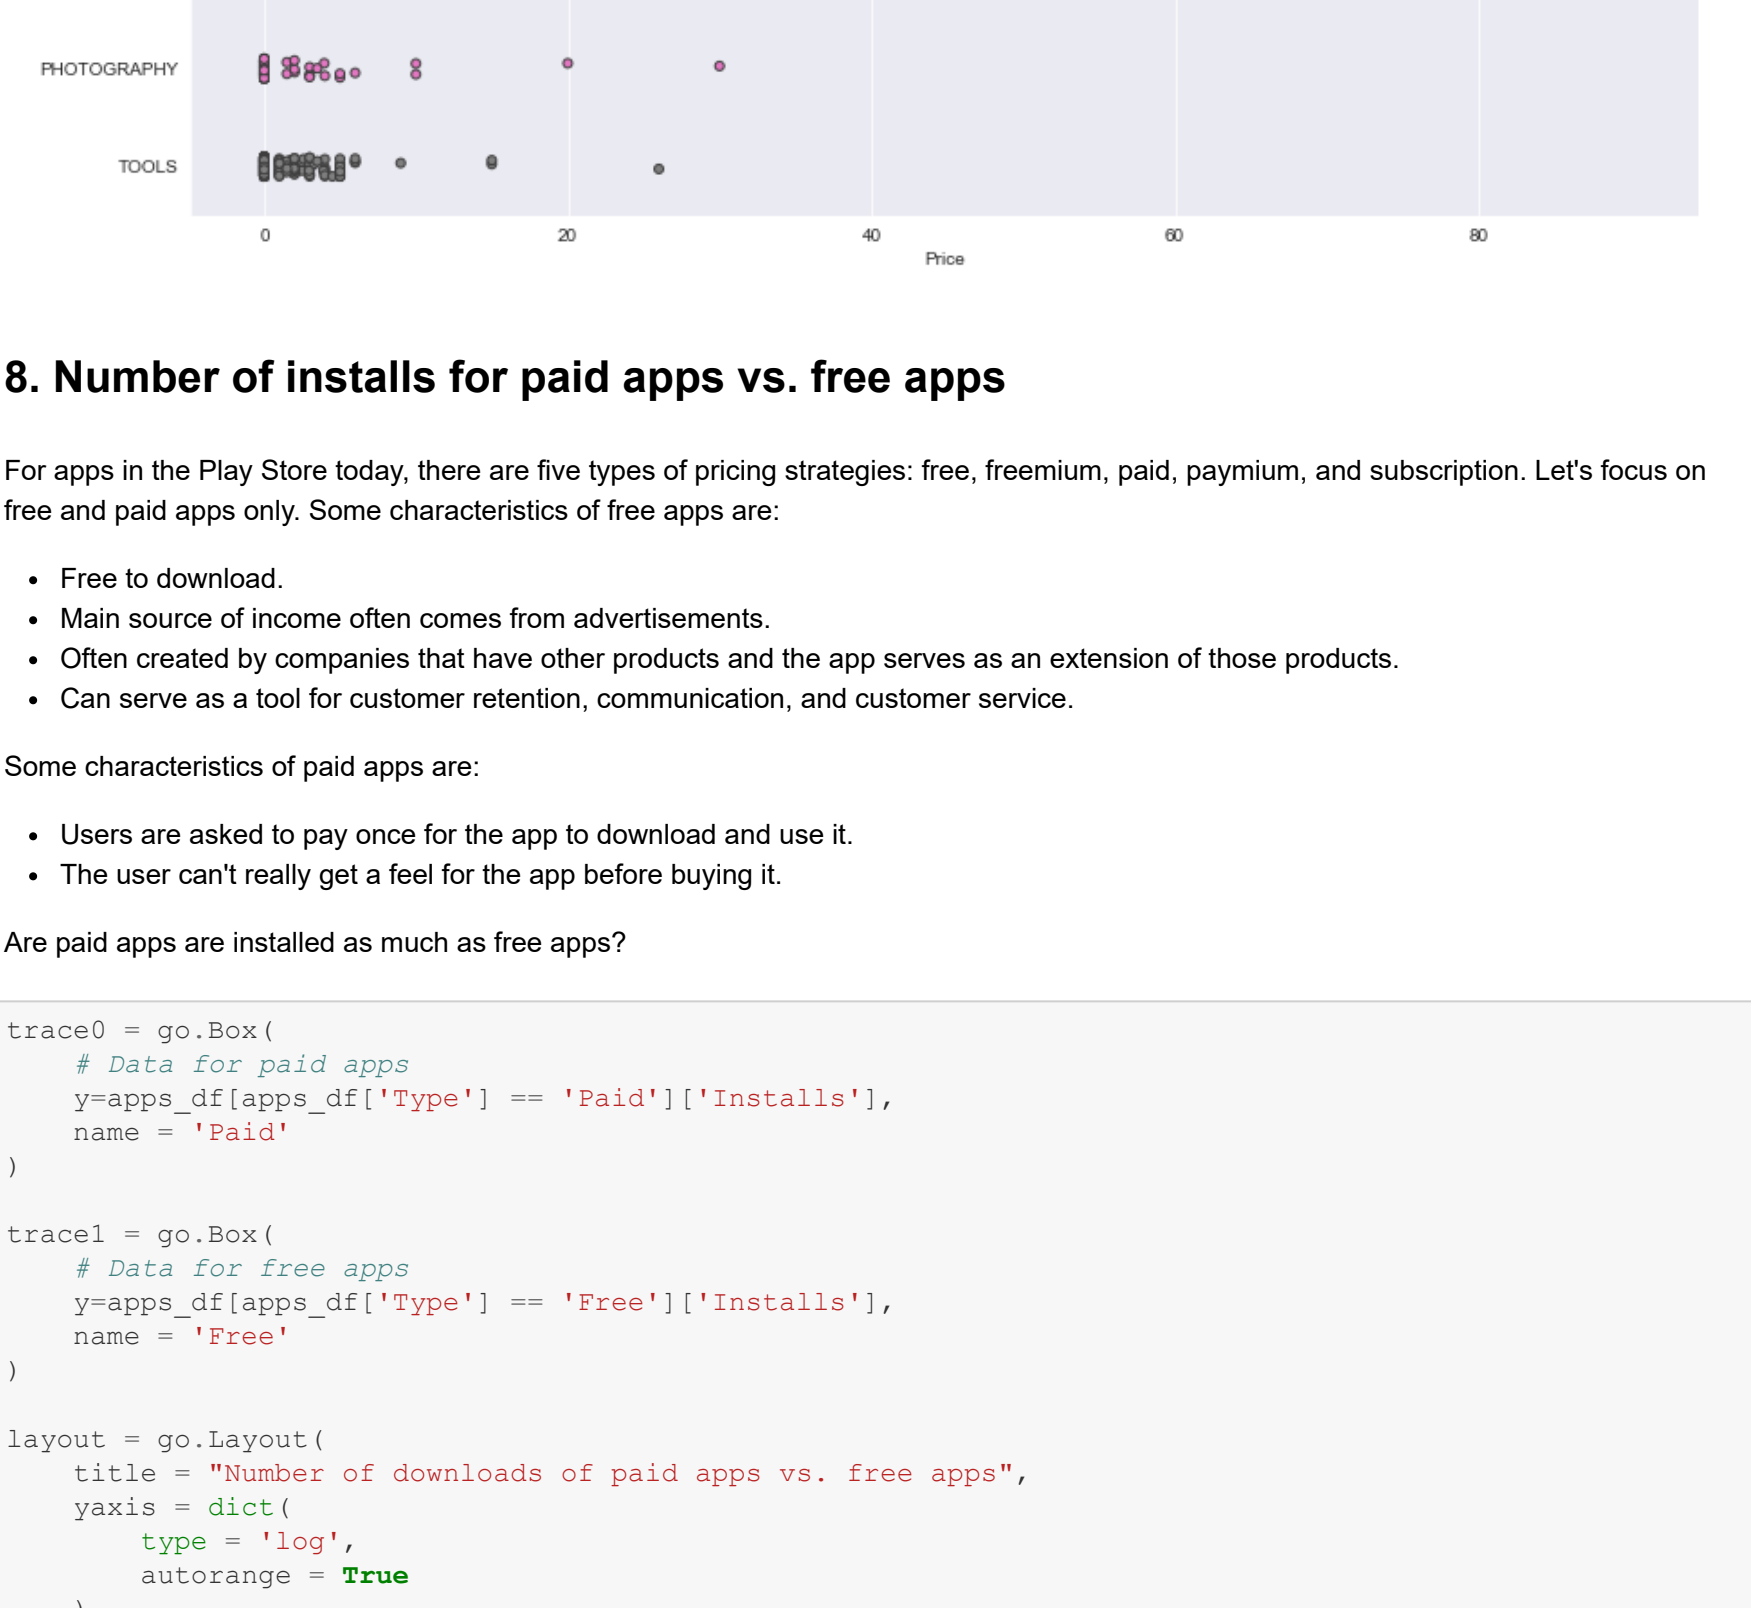 PHOTOGRAPHY
TOOLS
0 20 40 60 80
Price
8. Number of installs for paid apps vs. free apps
For apps in the Play Store today, there are five types of pricing strategies: free, freemium, paid, paymium, and subscription. Let's focus on
free and paid apps only. Some characteristics of free apps are:
• Free to download.
• Main source of income often comes from advertisements.
• Often created by companies that have other products and the app serves as an extension of those products.
• Can serve as a tool for customer retention, communication, and customer service.
Some characteristics of paid apps are:
• Users are asked to pay once for the app to download and use it.
• The user can't really get a feel for the app before buying it.
Are paid apps are installed as much as free apps?
trace0 = go.Box(
    # Data for paid apps
    y=apps_df[apps_df['Type'] == 'Paid']['Installs'],
    name = 'Paid'
)
trace1 = go.Box(
    # Data for free apps
    y=apps_df[apps_df['Type'] == 'Free']['Installs'],
    name = 'Free'
)
layout = go.Layout(
    title = "Number of downloads of paid apps vs. free apps",
    yaxis = dict(
        type = 'log',
        autorange = True
    )